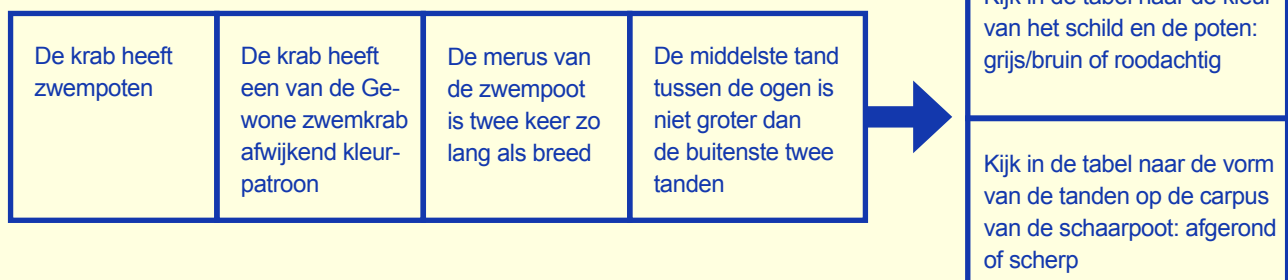 De krab heeft
zwempoten
De krab heeft
een van de Ge-
wone zwemkrab
afwijkend kleur-
patroon
De merus van
de zwempoot
is twee keer zo
lang als breed
De middelste tand
tussen de ogen is
niet groter dan
de buitenste twee
tanden
Kijk in de tabel naar de kleur
van het schild en de poten:
grijs/bruin of roodachtig
Kijk in de tabel naar de vorm
van de tanden op de carpus
van de schaarpoot: afgerond
of scherp